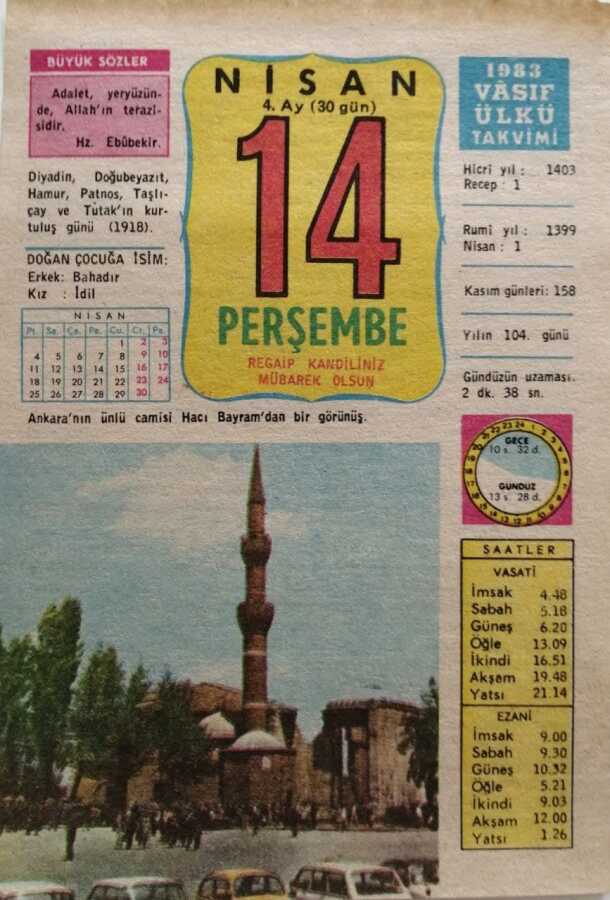 BÜYÜK SÖZLER
Adalet, yeryüzün-
de, Allah'ın terazi-
sidir.
Hz. Ebûbekir.
Diyadin, Doğubeyazıt,
Hamur, Patnos, Taşlı-
çay ve Tutak'ın kur-
tuluş günü (1918).
DOĞAN ÇOCUĞA İSİM:
Erkek: Bahadır
Kız : İdil
NİSAN
Pt. Sa. Ça. Pe. Cu. Ct. Pa.
1 2 3
4 5 6 7 8 9 10
11 12 13 14 15 16 17
18 19 20 21 22 23 24
25 26 27 28 29 30
NİSAN
4. Ay (30 gün)
14
PERŞEMBE
REGAİP KANDİLİNİZ
MÜBAREK OLSUN
1983
VÂSIF
ÜLKÜ
TAKVİMİ
Hicri yıl : 1403
Recep : 1
Rumî yıl : 1399
Nisan : 1
Kasım günleri: 158
Yılın 104. günü
Gündüzün uzaması.
2 dk. 38 sn.
Ankara'nın ünlü camisi Hacı Bayram'dan bir görünüş.
GECE
10 s. 32 d.
GÜNDÜZ
13 s. 28 d.
SAATLER
VASATİ
İmsak 4.48
Sabah 5.18
Güneş 6.20
Öğle 13.09
İkindi 16.51
Akşam 19.48
Yatsı 21.14
EZANİ
İmsak 9.00
Sabah 9.30
Güneş 10.32
Öğle 5.21
İkindi 9.03
Akşam 12.00
Yatsı 1.26